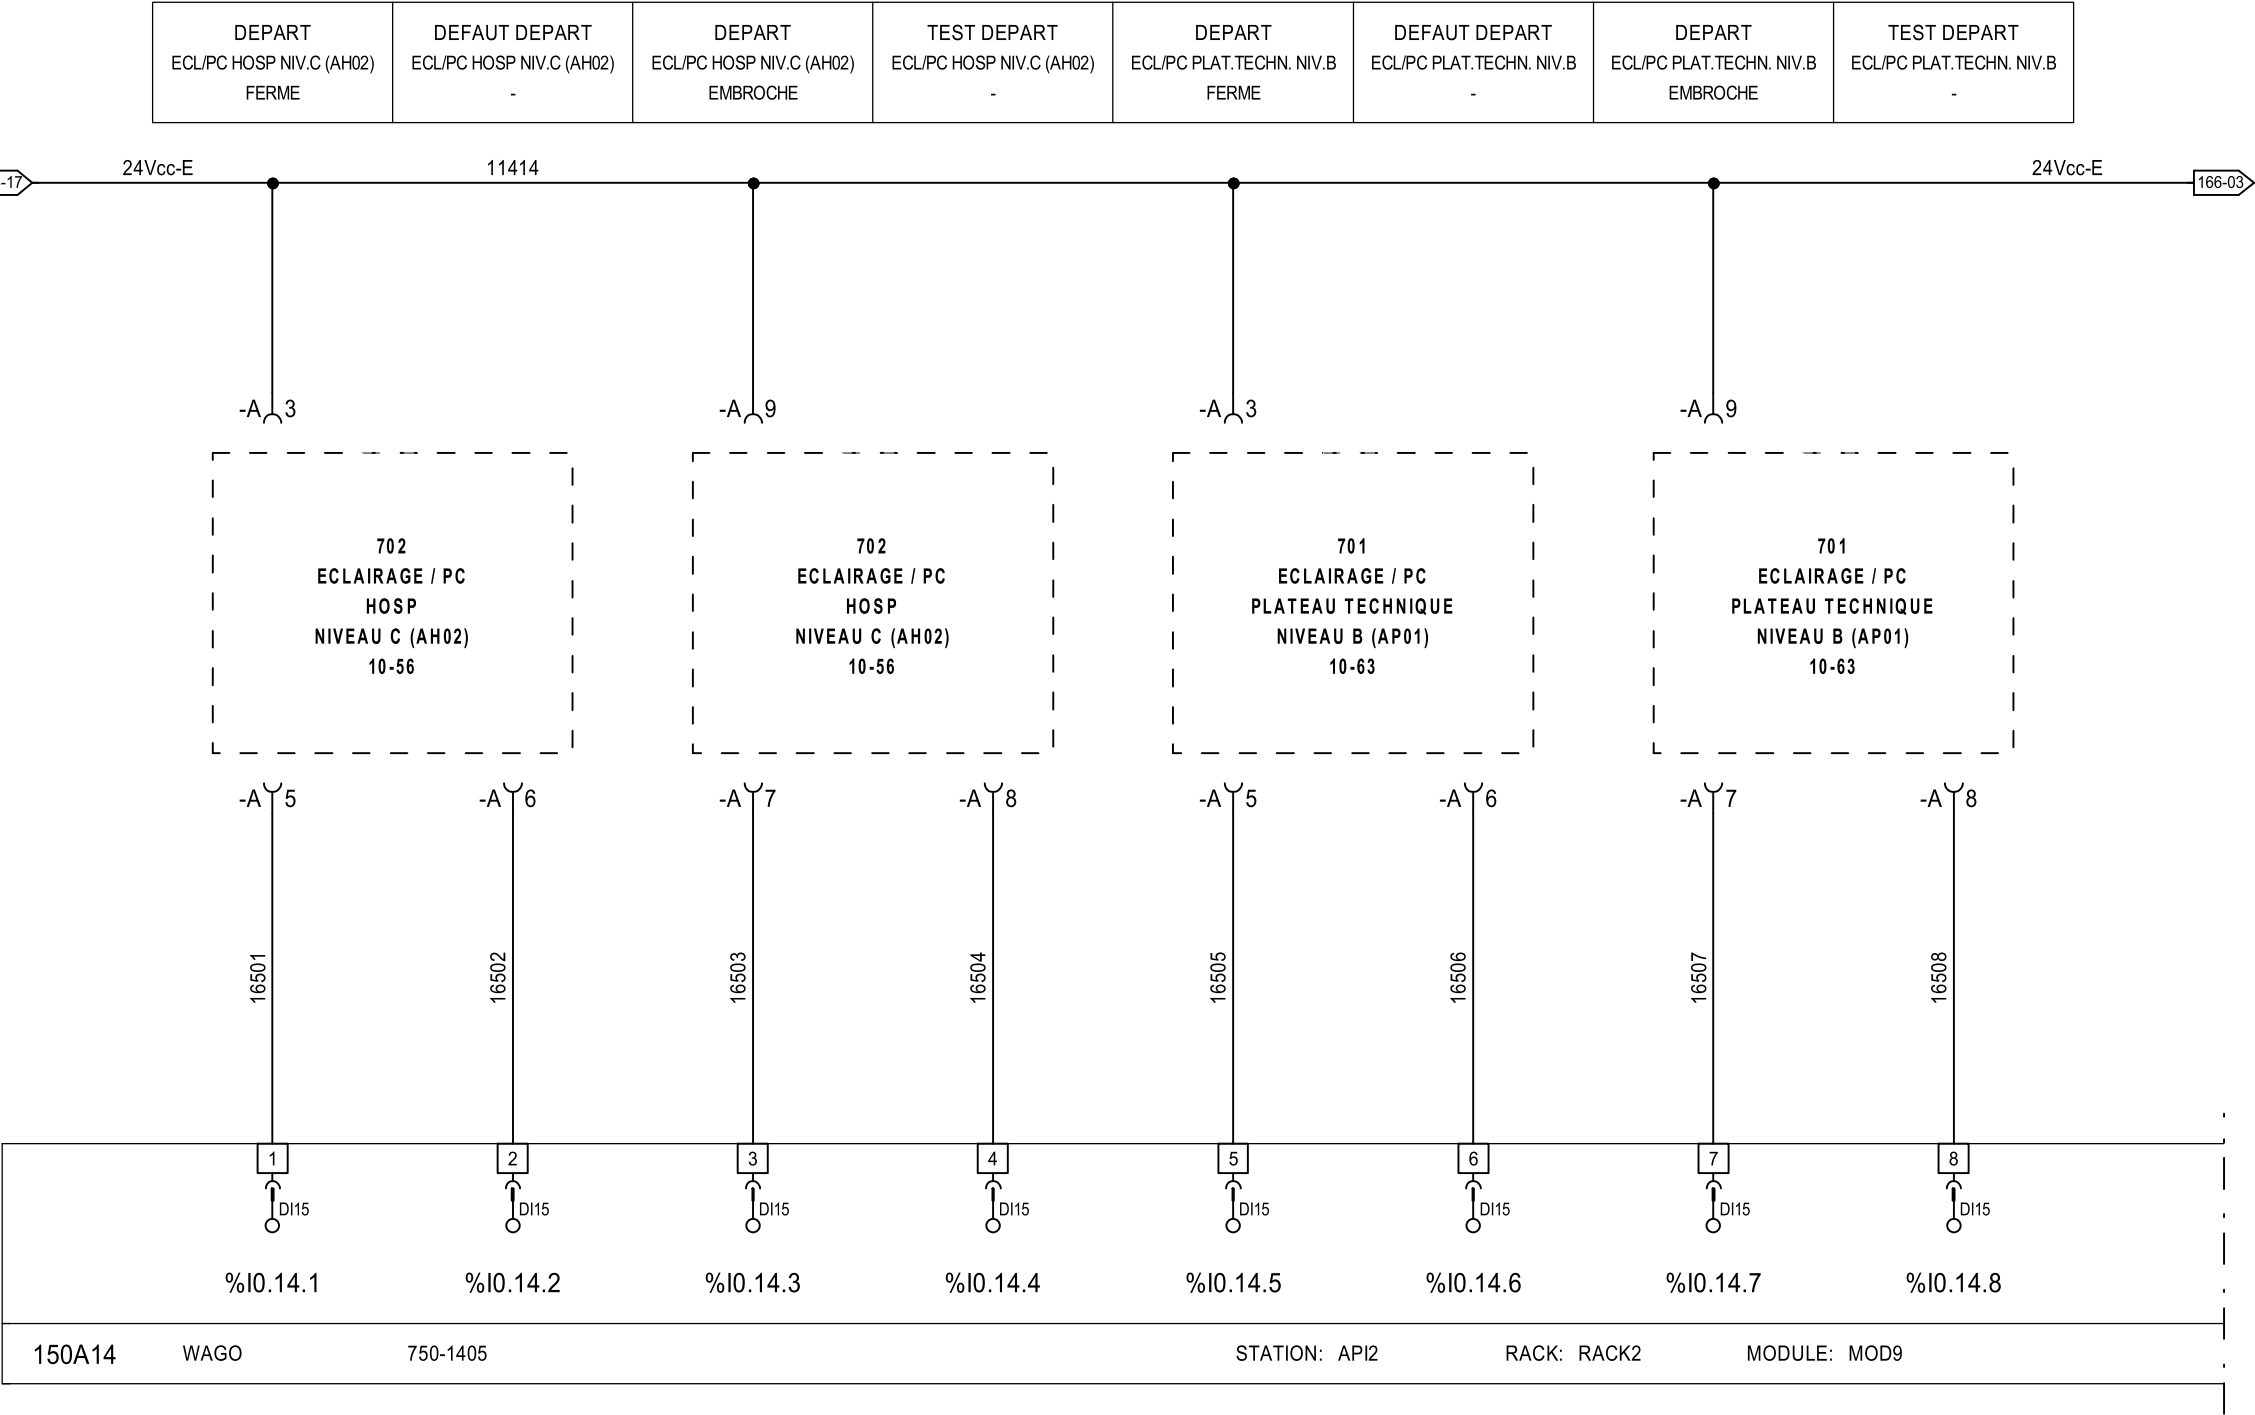 DEPART
ECL/PC HOSP NIV.C (AH02)
FERME
DEFAUT DEPART
ECL/PC HOSP NIV.C (AH02)
-
DEPART
ECL/PC HOSP NIV.C (AH02)
EMBROCHE
TEST DEPART
ECL/PC HOSP NIV.C (AH02)
-
DEPART
ECL/PC PLAT.TECHN. NIV.B
FERME
DEFAUT DEPART
ECL/PC PLAT.TECHN. NIV.B
-
DEPART
ECL/PC PLAT.TECHN. NIV.B
EMBROCHE
TEST DEPART
ECL/PC PLAT.TECHN. NIV.B
-
-17 24Vcc-E 11414 24Vcc-E 166-03
-A 3 -A 9 -A 3 -A 9
702
ECLAIRAGE / PC
HOSP
NIVEAU C (AH02)
10-56
702
ECLAIRAGE / PC
HOSP
NIVEAU C (AH02)
10-56
701
ECLAIRAGE / PC
PLATEAU TECHNIQUE
NIVEAU B (AP01)
10-63
701
ECLAIRAGE / PC
PLATEAU TECHNIQUE
NIVEAU B (AP01)
10-63
-A 5 -A 6 -A 7 -A 8 -A 5 -A 6 -A 7 -A 8
16501 16502 16503 16504 16505 16506 16507 16508
1 2 3 4 5 6 7 8
DI15 DI15 DI15 DI15 DI15 DI15 DI15 DI15
%I0.14.1 %I0.14.2 %I0.14.3 %I0.14.4 %I0.14.5 %I0.14.6 %I0.14.7 %I0.14.8
150A14 WAGO 750-1405 STATION: API2 RACK: RACK2 MODULE: MOD9